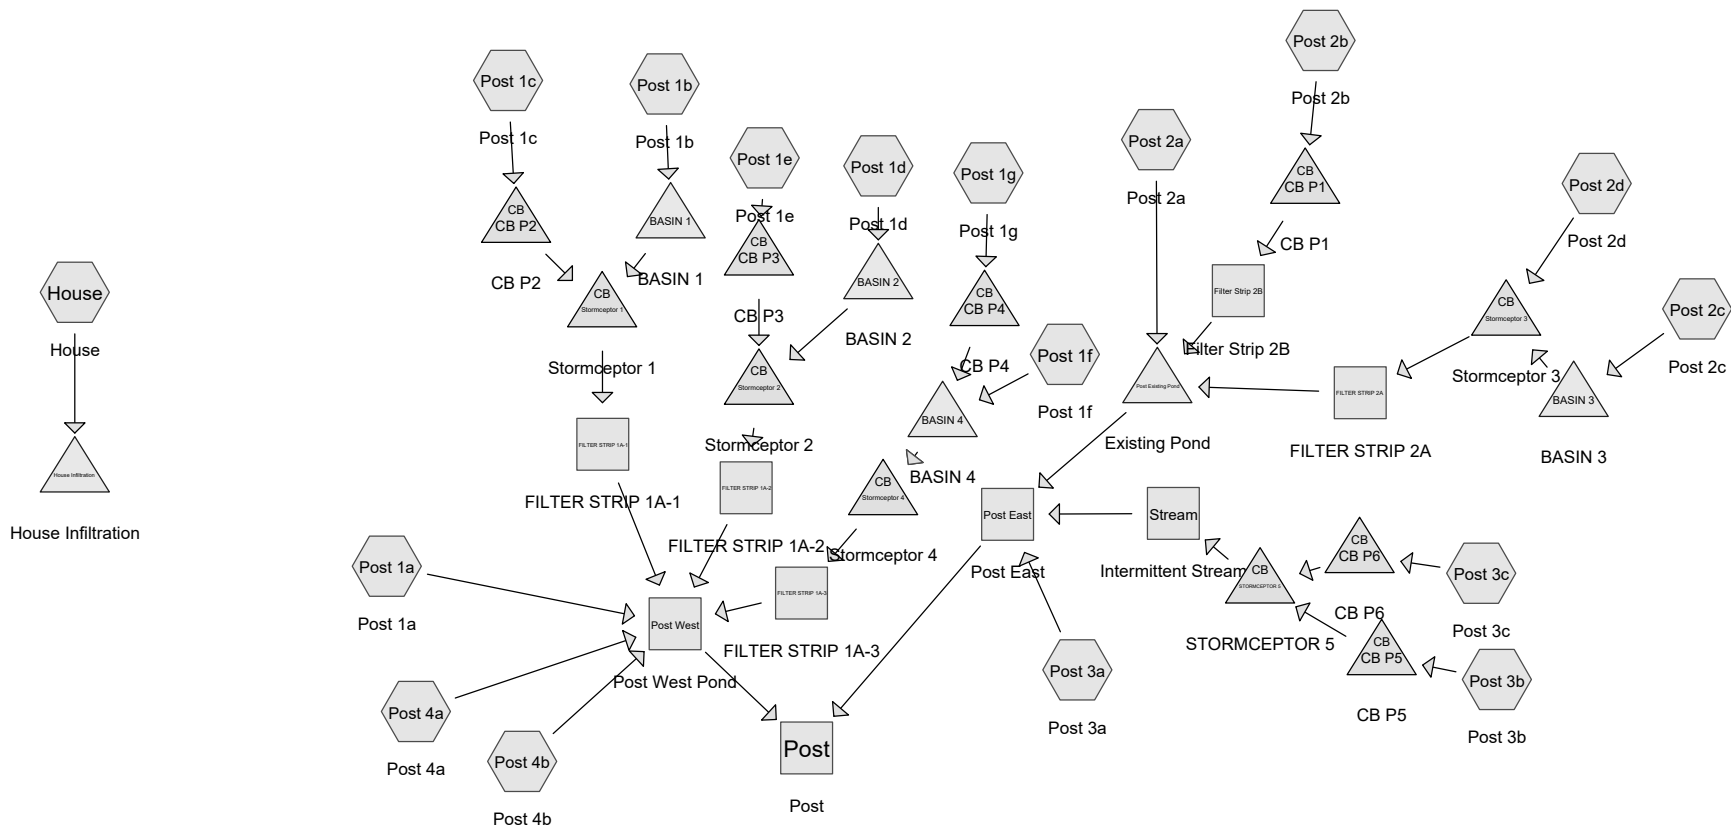 Post 2b
Post 2b
Post 1c
Post 1c
Post 1b
Post 1b
Post 1e
Post 1e
Post 1d
Post 1d
Post 1g
Post 1g
Post 2a
Post 2a
CB
CB P1
CB P1
Post 2d
Post 2d
CB
CB P2
CB P2
BASIN 1
BASIN 1
CB
CB P3
CB P3
BASIN 2
BASIN 2
CB
CB P4
CB P4
House
House
CB
Stormceptor 1
Stormceptor 1
Filter Strip 2B
Filter Strip 2B
CB
Stormceptor 3
Stormceptor 3
Post 2c
Post 2c
CB
Stormceptor 2
Stormceptor 2
Post 1f
Post 1f
Post Existing Pond
Existing Pond
FILTER STRIP 2A
FILTER STRIP 2A
BASIN 3
BASIN 3
BASIN 4
BASIN 4
FILTER STRIP 1A-1
FILTER STRIP 1A-1
House Infiltration
House Infiltration
FILTER STRIP 1A-2
FILTER STRIP 1A-2
CB
Stormceptor 4
Stormceptor 4
Post East
Post East
Stream
Intermittent Stream
CB
STORMCEPTOR 5
STORMCEPTOR 5
CB
CB P6
CB P6
Post 3c
Post 3c
Post 1a
Post 1a
FILTER STRIP 1A-3
FILTER STRIP 1A-3
Post West
Post West Pond
CB
CB P5
CB P5
Post 3b
Post 3b
Post 3a
Post 3a
Post 4a
Post 4a
Post 4b
Post 4b
Post
Post